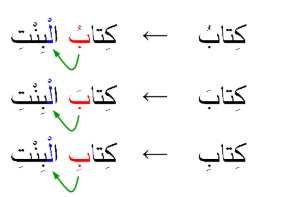 كِتابُ ← كِتابُ الْبِنْتِ
كِتابَ ← كِتابَ الْبِنْتِ
كِتابِ ← كِتابِ الْبِنْتِ